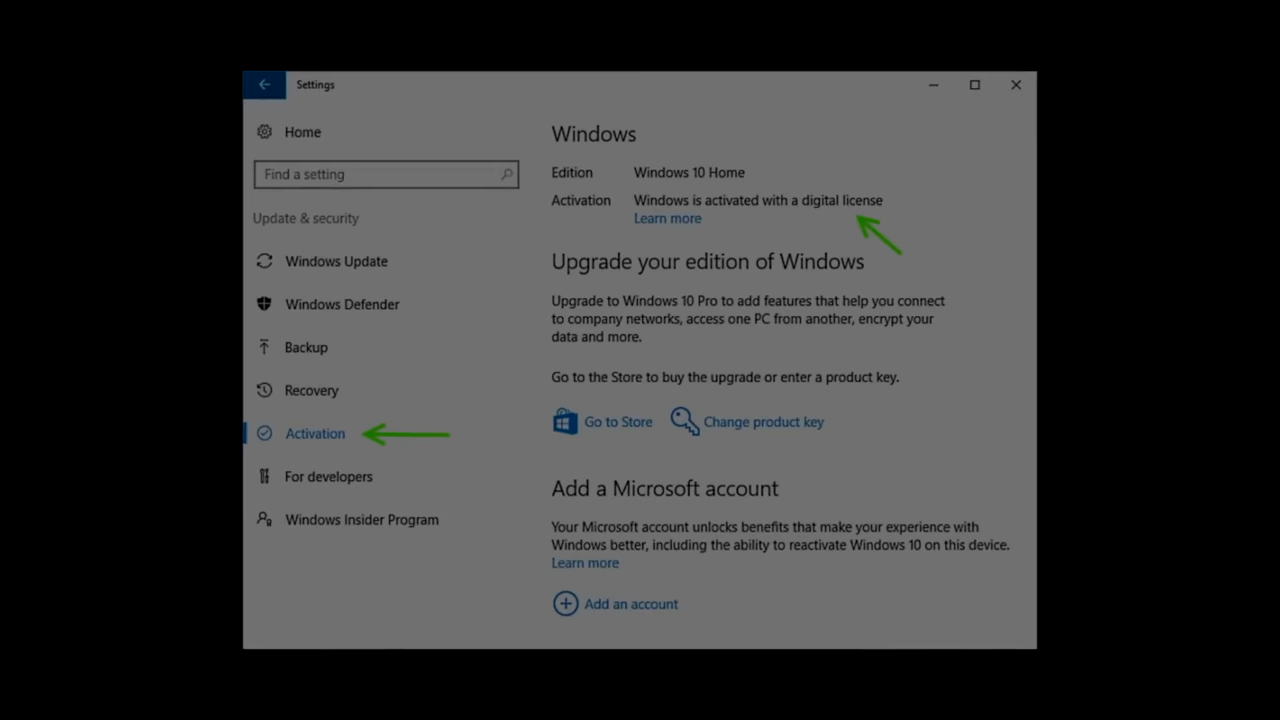 Settings
Home
Find a setting
Update & security
Windows Update
Windows Defender
Backup
Recovery
Activation
For developers
Windows Insider Program
Windows
Edition Windows 10 Home
Activation Windows is activated with a digital license
Learn more
Upgrade your edition of Windows
Upgrade to Windows 10 Pro to add features that help you connect
to company networks, access one PC from another, encrypt your
data and more.
Go to the Store to buy the upgrade or enter a product key.
Go to Store Change product key
Add a Microsoft account
Your Microsoft account unlocks benefits that make your experience with
Windows better, including the ability to reactivate Windows 10 on this device.
Learn more
Add an account